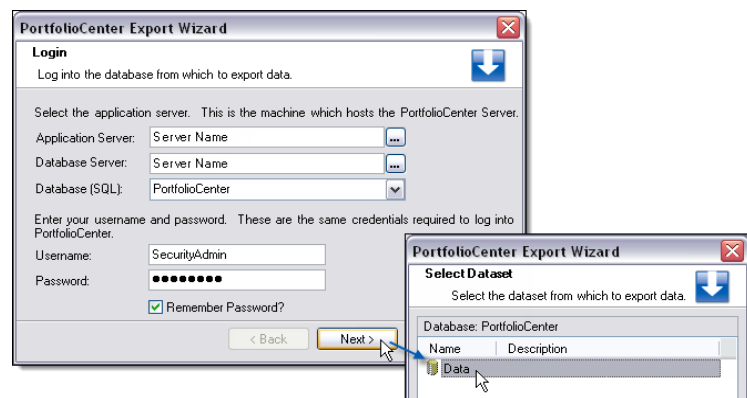 PortfolioCenter Export Wizard
Login
Log into the database from which to export data.
Select the application server. This is the machine which hosts the PortfolioCenter Server.
Application Server: Server Name ...
Database Server: Server Name ...
Database (SQL): PortfolioCenter
Enter your username and password. These are the same credentials required to log into
PortfolioCenter.
Username: SecurityAdmin
Password: ●●●●●●●●
Remember Password?
< Back Next >
PortfolioCenter Export Wizard
Select Dataset
Select the dataset from which to export data.
Database: PortfolioCenter
Name Description
Data